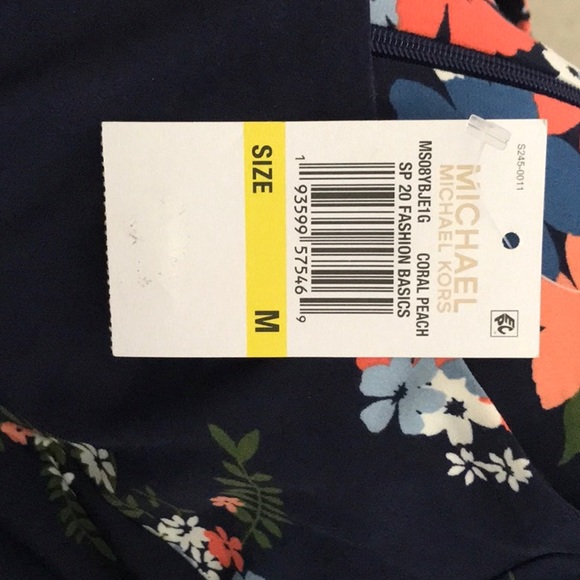 S245-0011
MICHAEL
MICHAEL KORS
MS08YBJE1G CORAL PEACH
SP 20 FASHION BASICS
1 93599 57546 9
SIZE M